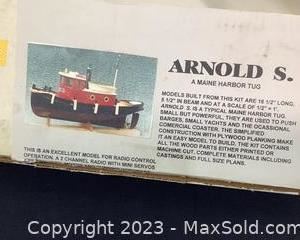 ARNOLD S.
A MAINE HARBOR TUG
MODELS BUILT FROM THIS KIT ARE 16 1/2" LONG,
5 1/2" IN BEAM AND AT A SCALE OF 1/2" = 1'.
ARNOLD S. IS A TYPICAL MAINE HARBOR TUG.
SMALL BUT POWERFUL, THEY ARE USED TO PUSH
BARGES, SMALL YACHTS AND THE OCCASIONAL
COMERCIAL COASTER. THE SIMPLIFIED
CONSTRUCTION WITH PLYWOOD PLANKING MAKE
IT AN EASY MODEL TO BUILD. THE KIT CONTAINS
ALL THE WOOD PARTS EITHER PRINTED OR
MACHINE CUT. COMPLETE MATERIALS INCLUDING
CASTINGS AND FULL SIZE PLANS.
THIS IS AN EXCELLENT MODEL FOR RADIO CONTROL
OPERATION. A 2 CHANNEL RADIO WITH MINI SERVOS
Copyright © 2023 - MaxSold.com